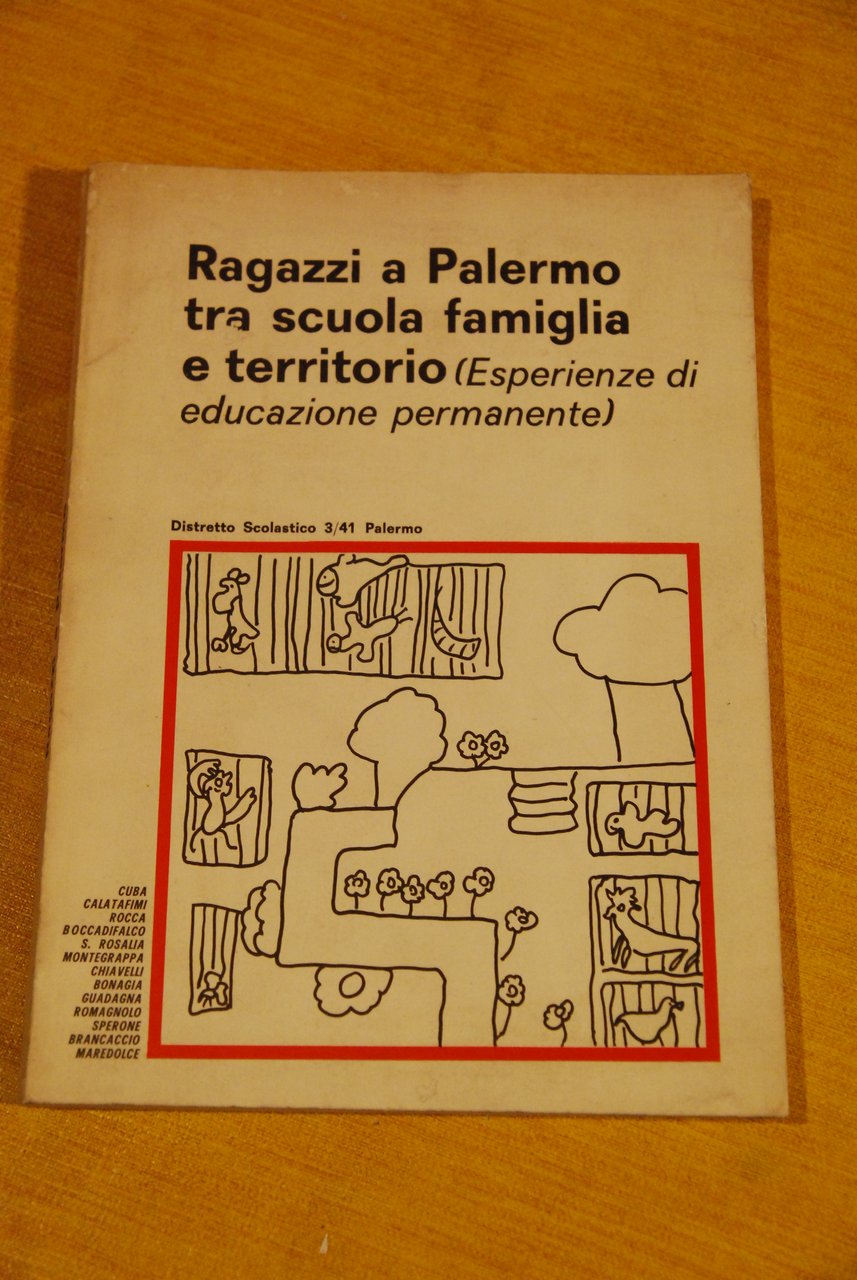 Ragazzi a Palermo
tra scuola famiglia
e territorio (Esperienze di
educazione permanente)
Distretto Scolastico 3/41 Palermo
CUBA
CALATAFIMI
ROCCA
BOCCADIFALCO
S. ROSALIA
MONTEGRAPPA
CHIAVELLI
BONAGIA
GUADAGNA
ROMAGNOLO
SPERONE
BRANCACCIO
MAREDOLCE